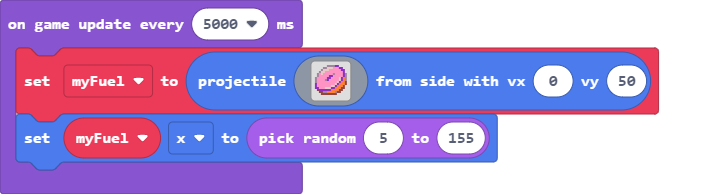 on game update every 5000 ms
set myFuel to projectile from side with vx 0 vy 50
set myFuel x to pick random 5 to 155